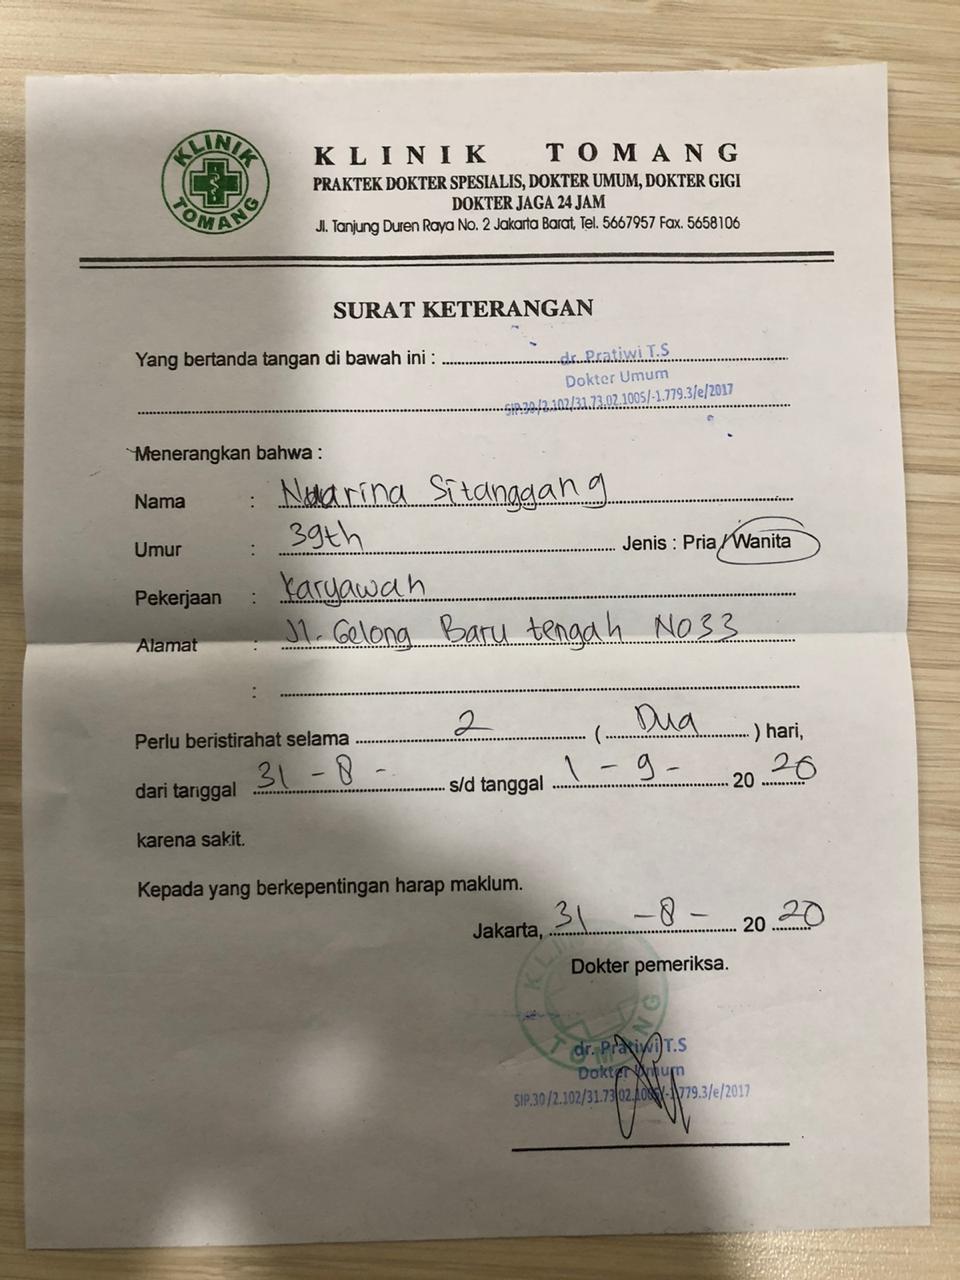 KLINIK TOMANG
KLINIK TOMANG
PRAKTEK DOKTER SPESIALIS, DOKTER UMUM, DOKTER GIGI
DOKTER JAGA 24 JAM
Jl. Tanjung Duren Raya No. 2 Jakarta Barat, Tel. 5667957 Fax. 5658106
SURAT KETERANGAN
Yang bertanda tangan di bawah ini : dr. Pratiwi T.S
Dokter Umum
SIP.30/2.102/31.73.02.1005/-1.779.3/e/2017
Menerangkan bahwa :
Nama : Sitanggang
Umur : 39th Jenis : Pria / Wanita
Pekerjaan : Karyawan
Alamat : Jl. Gelong Baru tengah No 33
:
Perlu beristirahat selama 2 ( Dua ) hari,
dari tanggal 31 - 8 - s/d tanggal 1 - 9 - 20 20
karena sakit.
Kepada yang berkepentingan harap maklum.
Jakarta, 31 - 8 - 20 20
Dokter pemeriksa.
KLINIK TOMANG
dr. Pratiwi T.S
Dokter Umum
SIP.30/2.102/31.73.02.1005/-1.779.3/e/2017